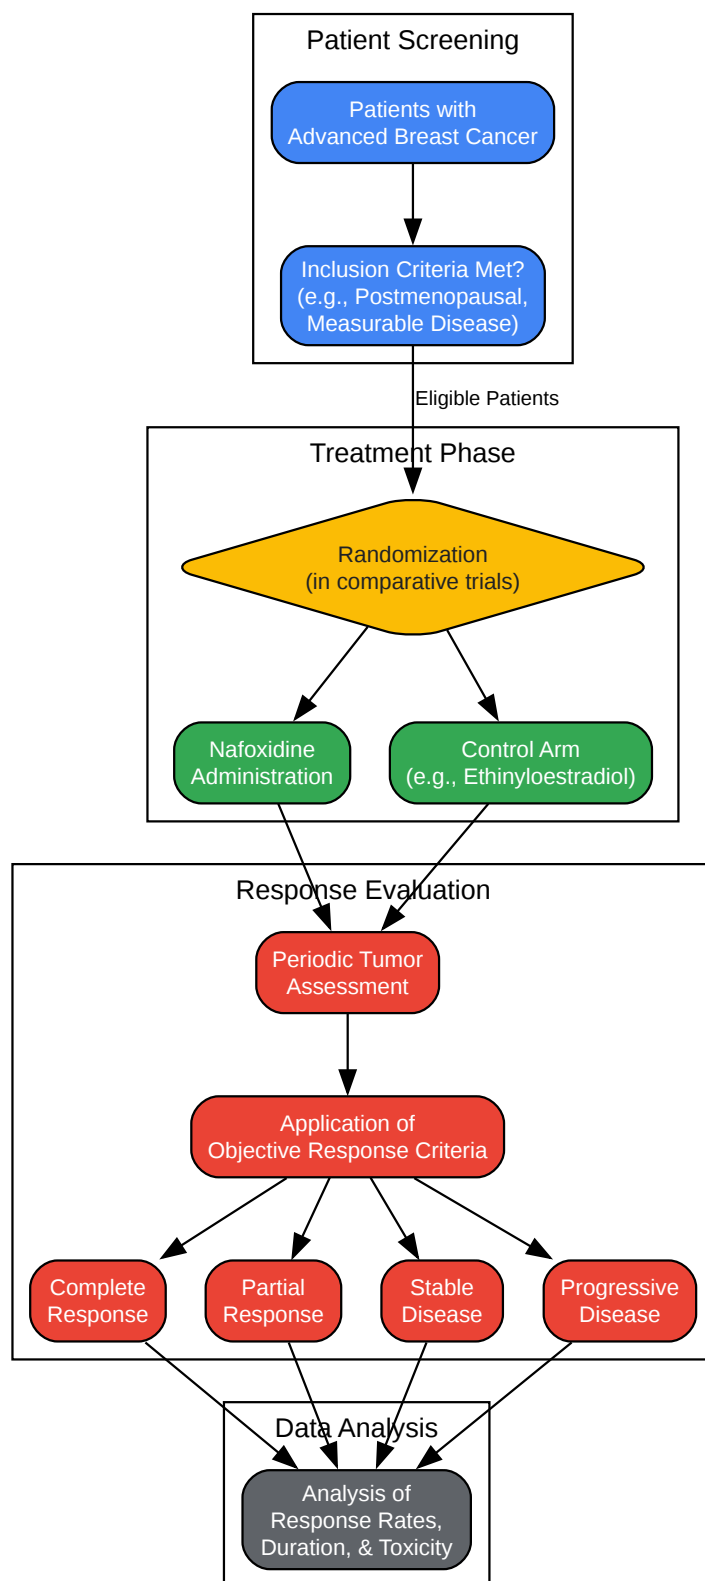 Patient Screening
Patients with
Advanced Breast Cancer
Inclusion Criteria Met?
(e.g., Postmenopausal,
Measurable Disease)
Eligible Patients
Treatment Phase
Randomization
(in comparative trials)
Nafoxidine
Administration
Control Arm
(e.g., Ethinyloestradiol)
Response Evaluation
Periodic Tumor
Assessment
Application of
Objective Response Criteria
Complete
Response
Partial
Response
Stable
Disease
Progressive
Disease
Data Analysis
Analysis of
Response Rates,
Duration, & Toxicity